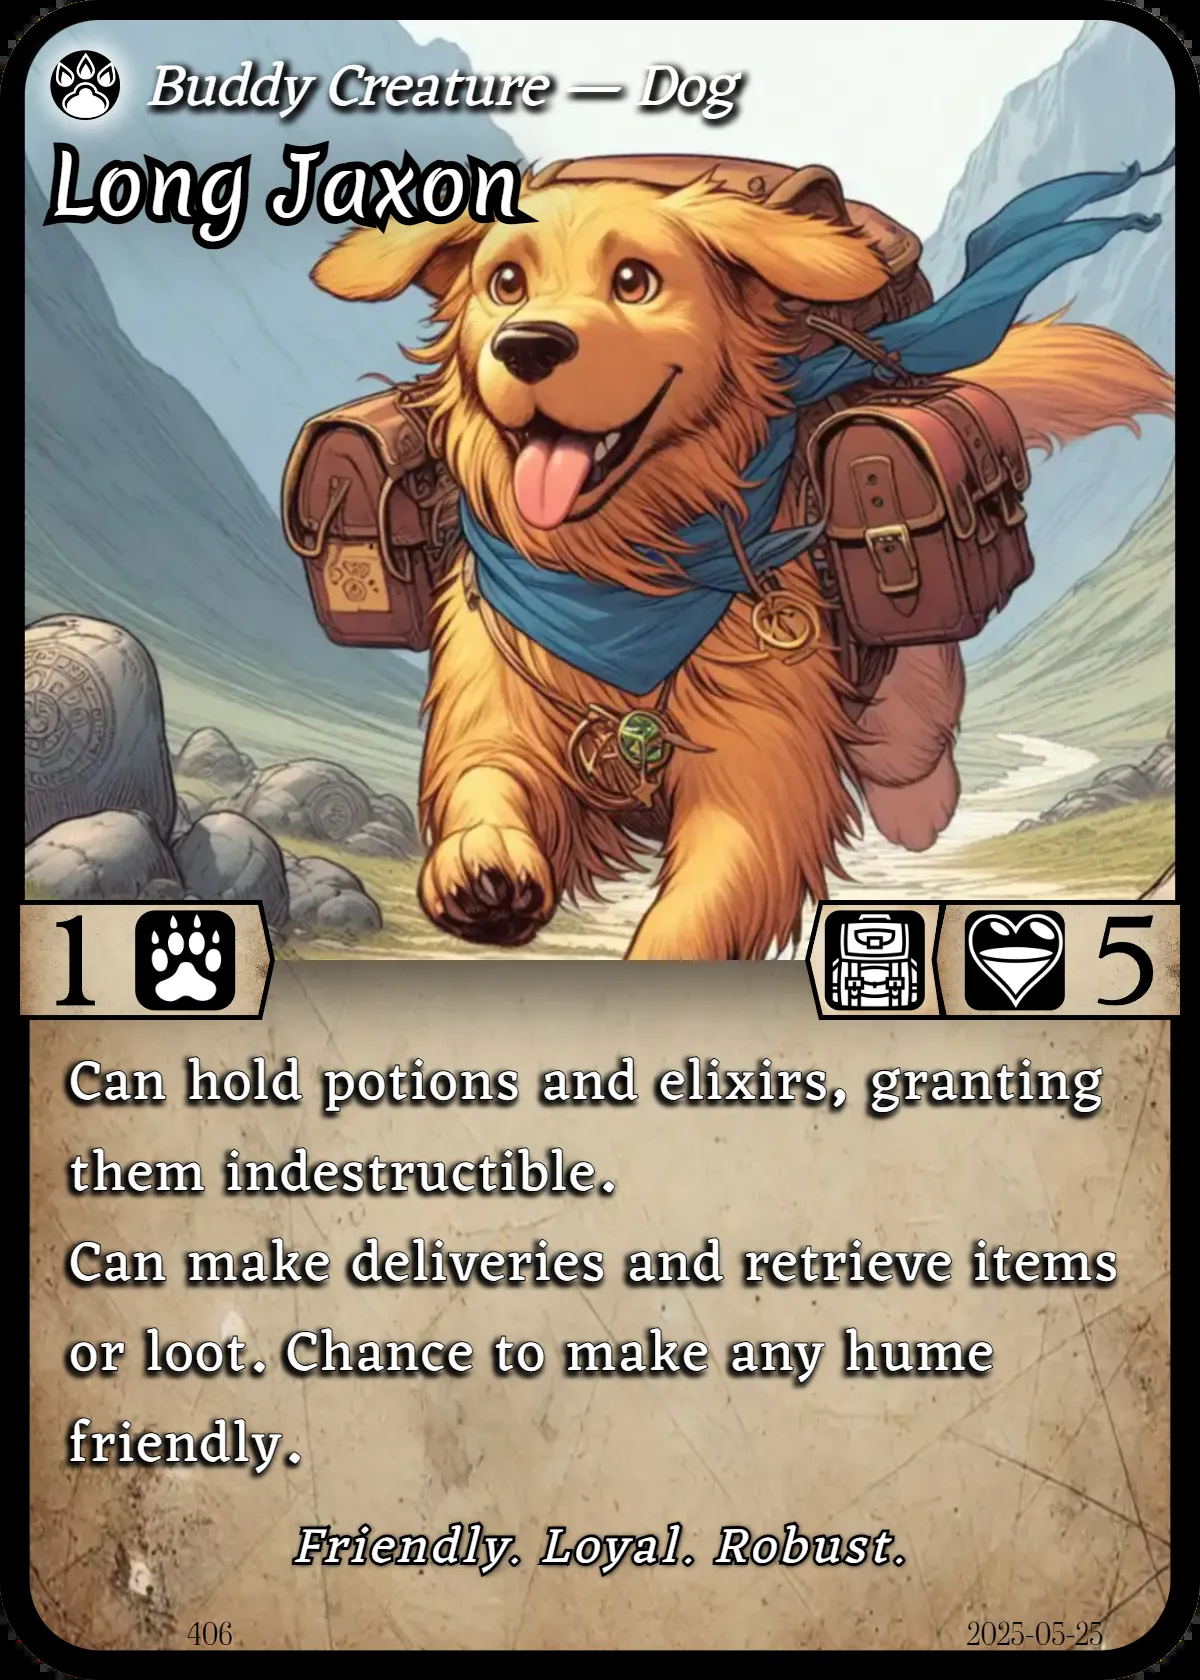 Buddy Creature — Dog
Long Jaxon
1
5
Can hold potions and elixirs, granting
them indestructible.
Can make deliveries and retrieve items
or loot. Chance to make any hume
friendly.
Friendly. Loyal. Robust.
406
2025-05-25